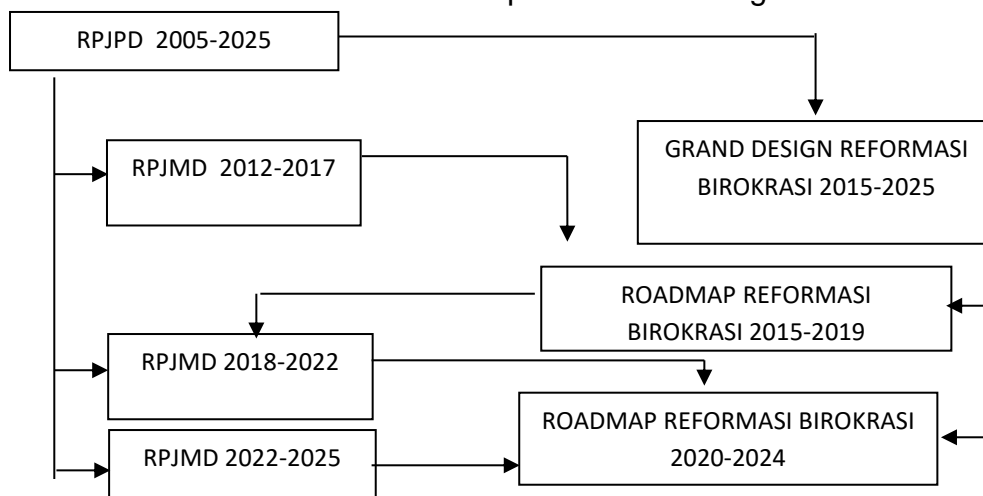 RPJPD 2005-2025
GRAND DESIGN REFORMASI
BIROKRASI 2015-2025
RPJMD 2012-2017
ROADMAP REFORMASI
BIROKRASI 2015-2019
RPJMD 2018-2022
ROADMAP REFORMASI BIROKRASI
2020-2024
RPJMD 2022-2025